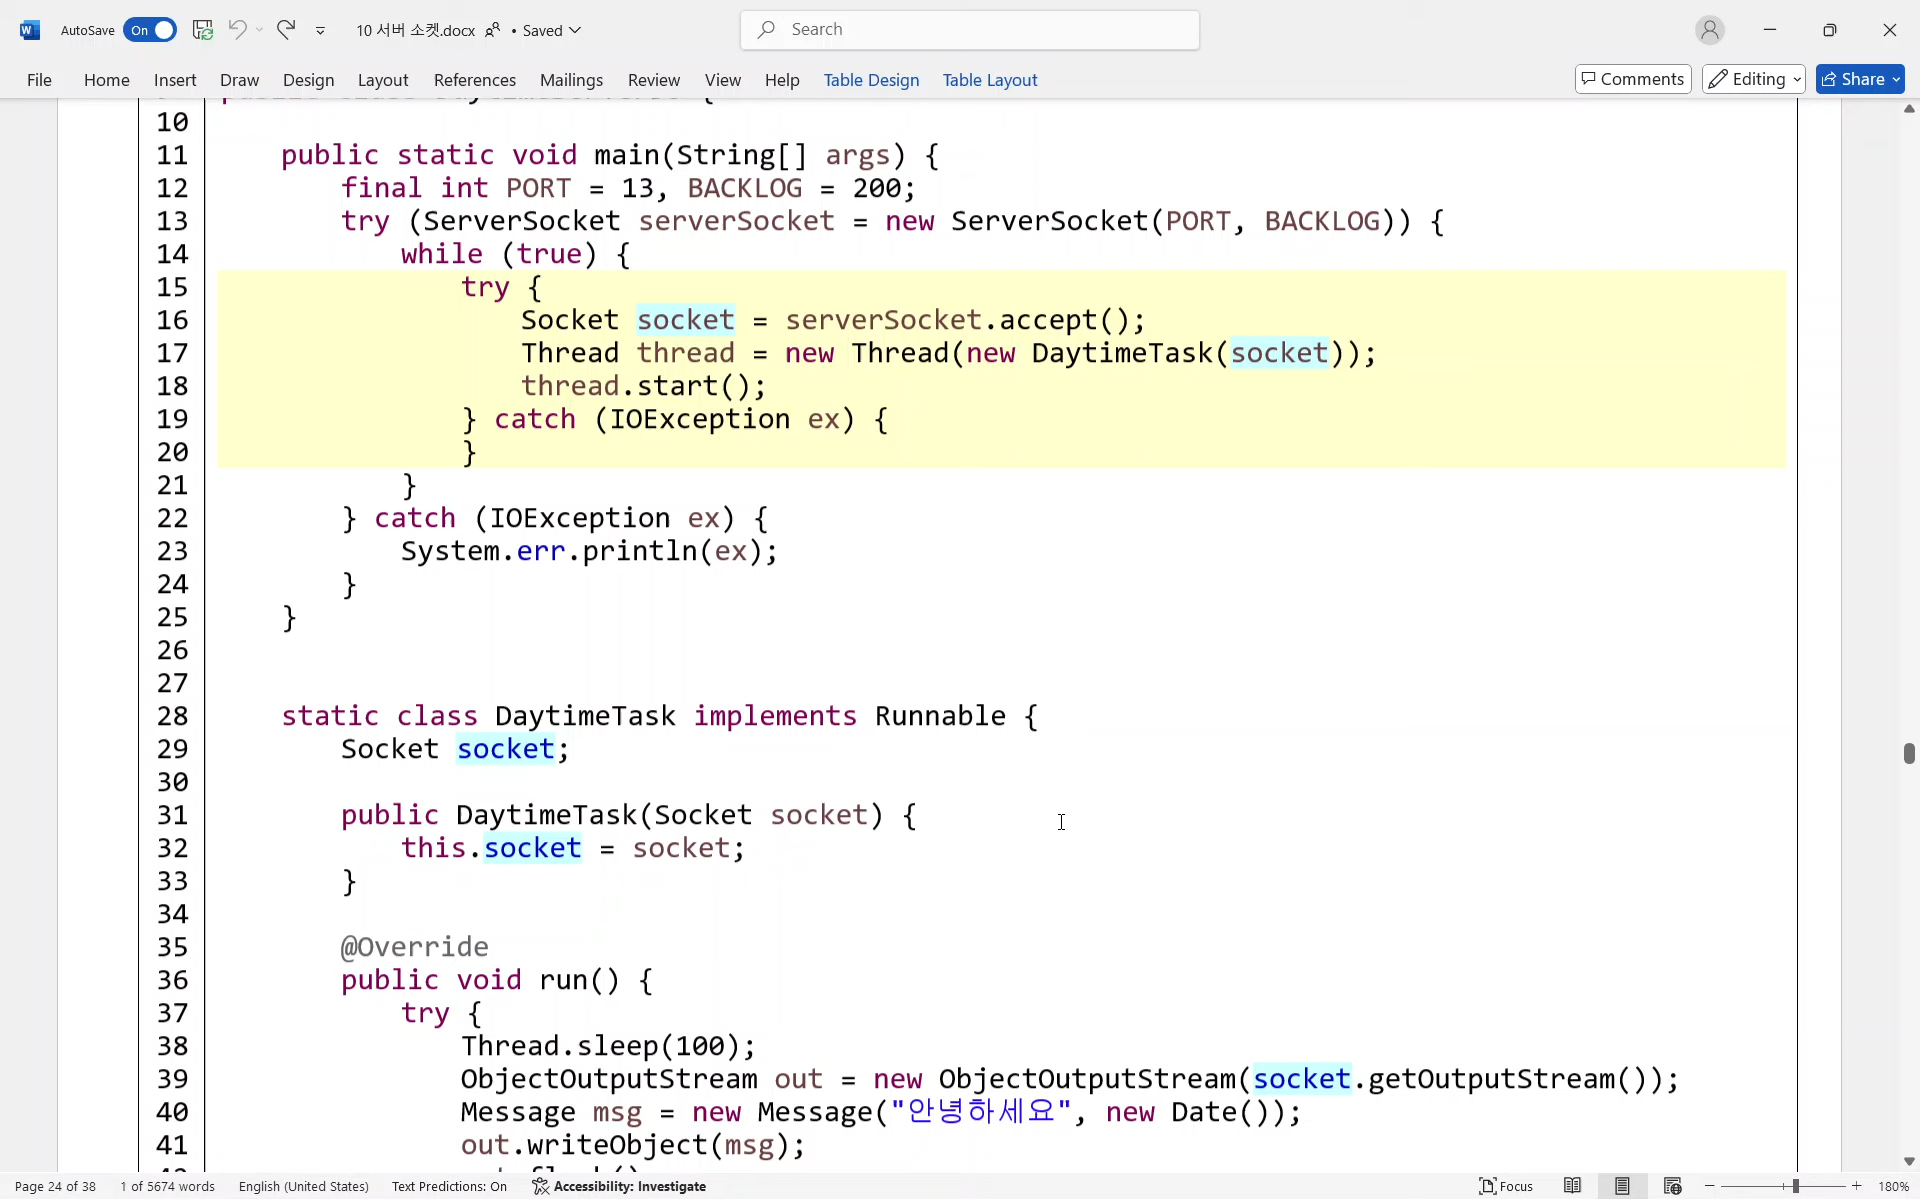 AutoSave On 10 서버 소켓.docx • Saved Search
File Home Insert Draw Design Layout References Mailings Review View Help Table Design Table Layout Comments Editing Share
10
11 public static void main(String[] args) {
12 final int PORT = 13, BACKLOG = 200;
13 try (ServerSocket serverSocket = new ServerSocket(PORT, BACKLOG)) {
14 while (true) {
15 try {
16 Socket socket = serverSocket.accept();
17 Thread thread = new Thread(new DaytimeTask(socket));
18 thread.start();
19 } catch (IOException ex) {
20 }
21 }
22 } catch (IOException ex) {
23 System.err.println(ex);
24 }
25 }
26
27
28 static class DaytimeTask implements Runnable {
29 Socket socket;
30
31 public DaytimeTask(Socket socket) {
32 this.socket = socket;
33 }
34
35 @Override
36 public void run() {
37 try {
38 Thread.sleep(100);
39 ObjectOutputStream out = new ObjectOutputStream(socket.getOutputStream());
40 Message msg = new Message("안녕하세요", new Date());
41 out.writeObject(msg);
Page 24 of 38 1 of 5674 words English (United States) Text Predictions: On Accessibility: Investigate Focus 180%